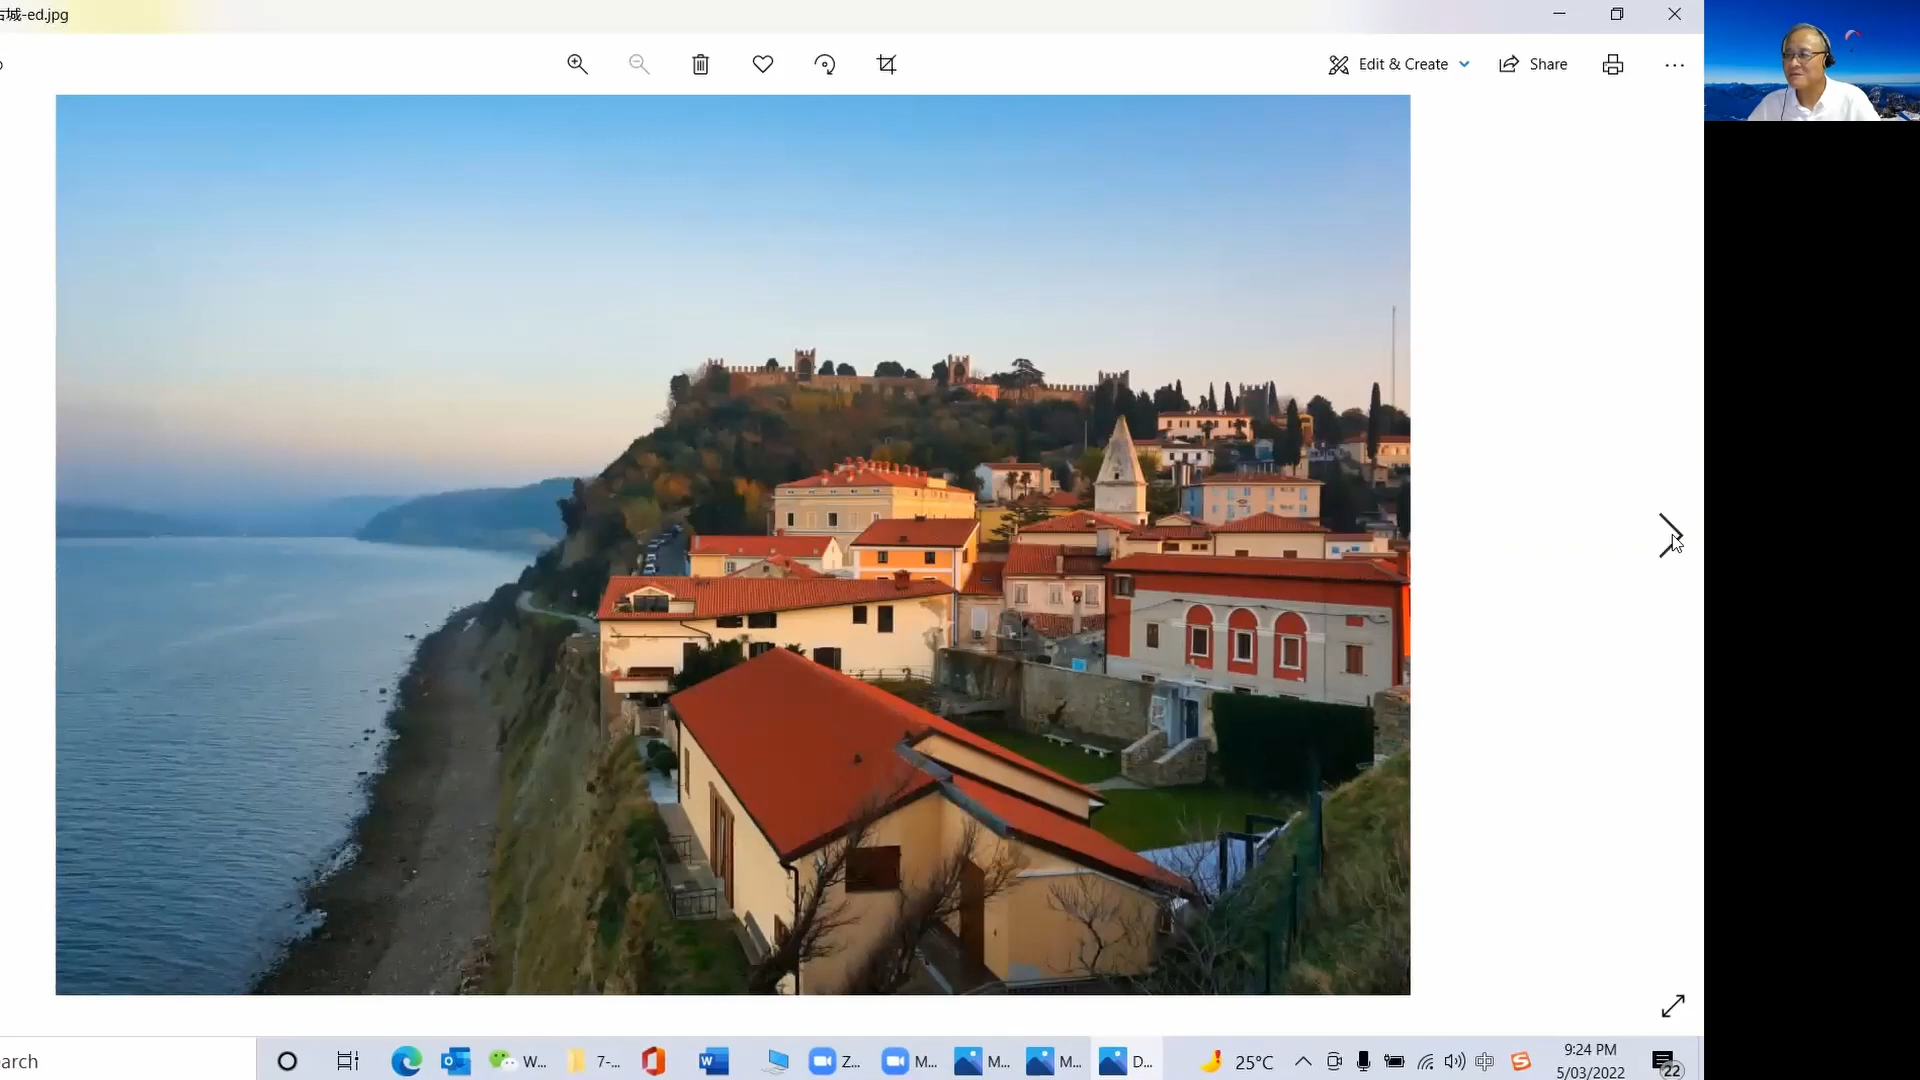 古城-ed.jpg
Edit & Create
Share
arch
W...
7-...
Z...
M...
M...
M...
D...
25°C
9:24 PM
5/03/2022
22